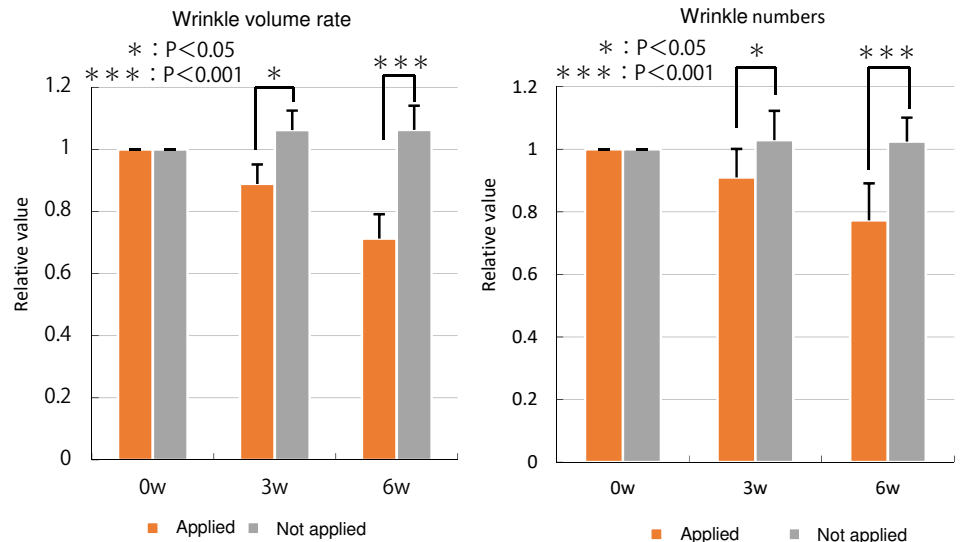 Wrinkle volume rate
＊：P＜0.05
＊＊＊：P＜0.001
＊
＊＊＊
1.2
1
0.8
0.6
0.4
0.2
0
Relative value
0w 3w 6w
Applied Not applied
Wrinkle numbers
＊：P＜0.05
＊＊＊：P＜0.001
＊
＊＊＊
1.2
1
0.8
0.6
0.4
0.2
0
Relative value
0w 3w 6w
Applied Not applied